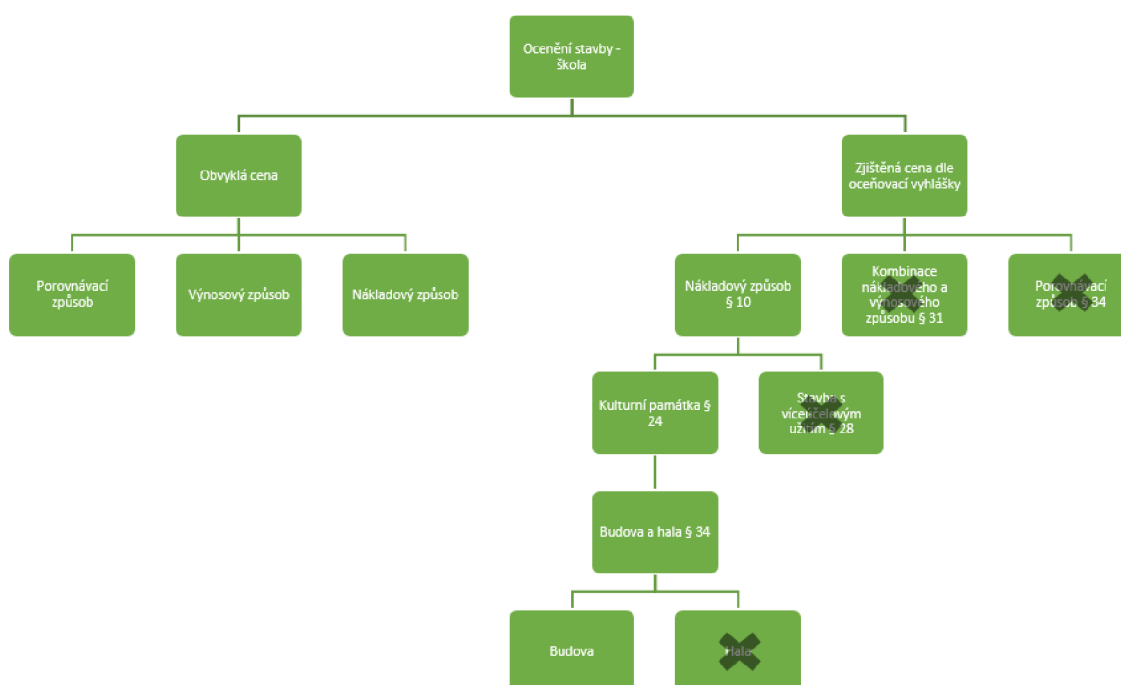 Ocenění stavby -
škola
Obvyklá cena
Zjištěná cena dle
oceňovací vyhlášky
Porovnávací
způsob
Výnosový způsob
Nákladový způsob
Nákladový způsob
§ 10
Kombinace
nákladového a
výnosového
způsobu § 31
Porovnávací
způsob § 34
Kulturní památka §
24
Stavba s
víceúčelovým
užitím § 28
Budova a hala § 34
Budova
Hala